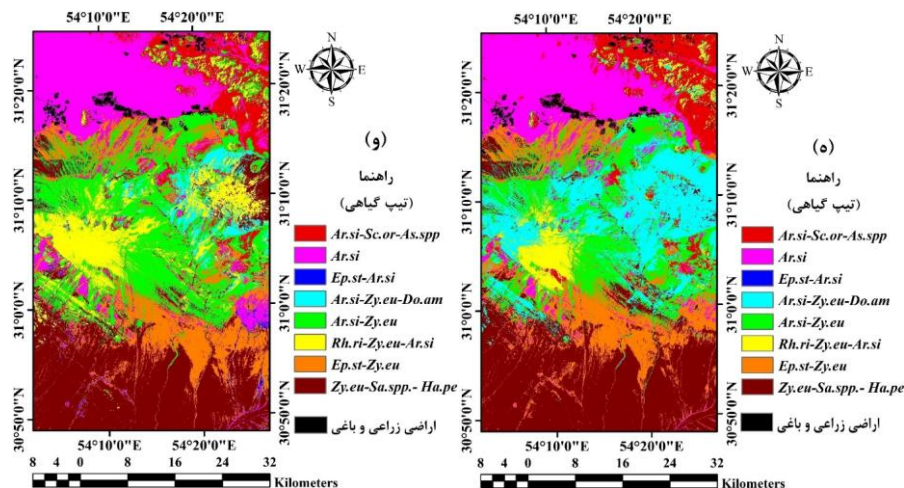 54°10'0"E 54°20'0"E
N
W E
S
31°20'0"N
31°10'0"N
31°0'0"N
30°50'0"N
(و)
راهنما
(تیپ گیاهی)
Ar.si-Sc.or-As.spp
Ar.si
Ep.st-Ar.si
Ar.si-Zy.eu-Do.am
Ar.si-Zy.eu
Rh.ri-Zy.eu-Ar.si
Ep.st-Zy.eu
Zy.eu-Sa.spp.- Ha.pe
اراضی زراعی و باغی
54°10'0"E 54°20'0"E
8 4 0 8 16 24 32
Kilometers
54°10'0"E 54°20'0"E
N
W E
S
31°20'0"N
31°10'0"N
31°0'0"N
30°50'0"N
(ه)
راهنما
(تیپ گیاهی)
Ar.si-Sc.or-As.spp
Ar.si
Ep.st-Ar.si
Ar.si-Zy.eu-Do.am
Ar.si-Zy.eu
Rh.ri-Zy.eu-Ar.si
Ep.st-Zy.eu
Zy.eu-Sa.spp.- Ha.pe
اراضی زراعی و باغی
54°10'0"E 54°20'0"E
8 4 0 8 16 24 32
Kilometers